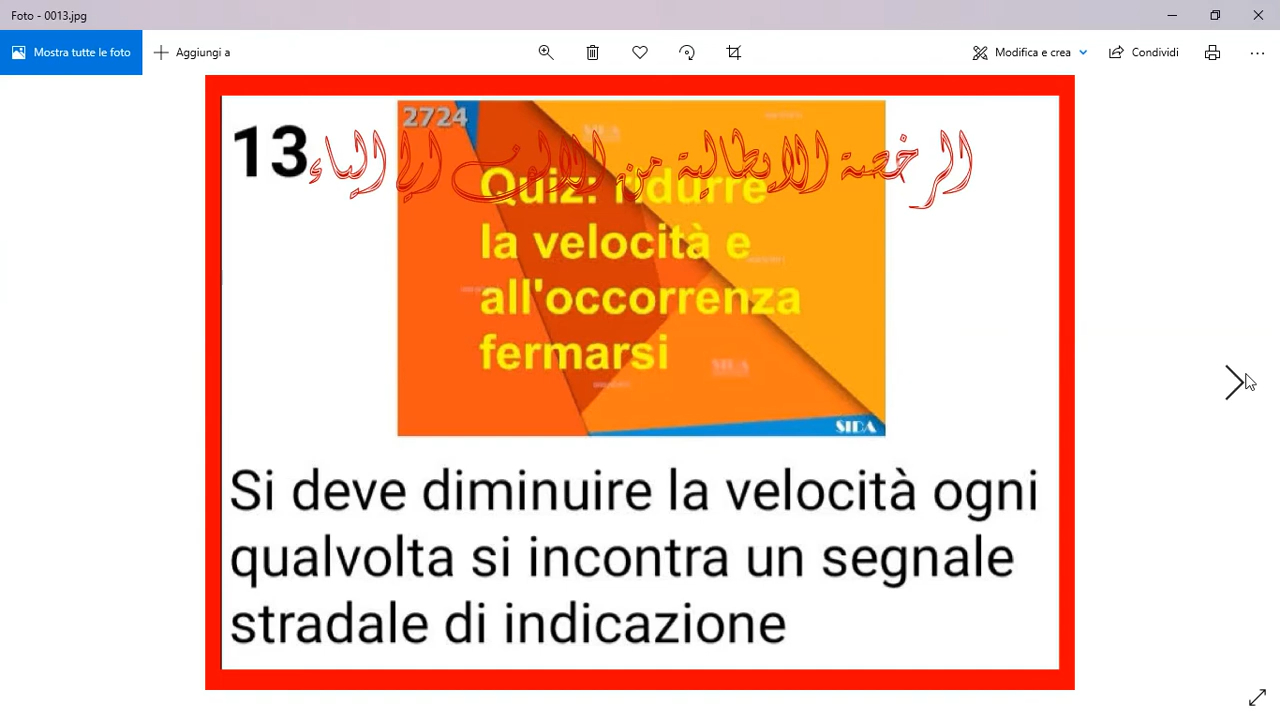 Foto - 0013.jpg
Mostra tutte le foto
Aggiungi a
Modifica e crea
Condividi
2724
13
الرخصة الايطالية من الالف الى الياء
Quiz: ridurre
la velocità e
all'occorrenza
fermarsi
SIDA
SIDA
SIDA
Si deve diminuire la velocità ogni
qualvolta si incontra un segnale
stradale di indicazione